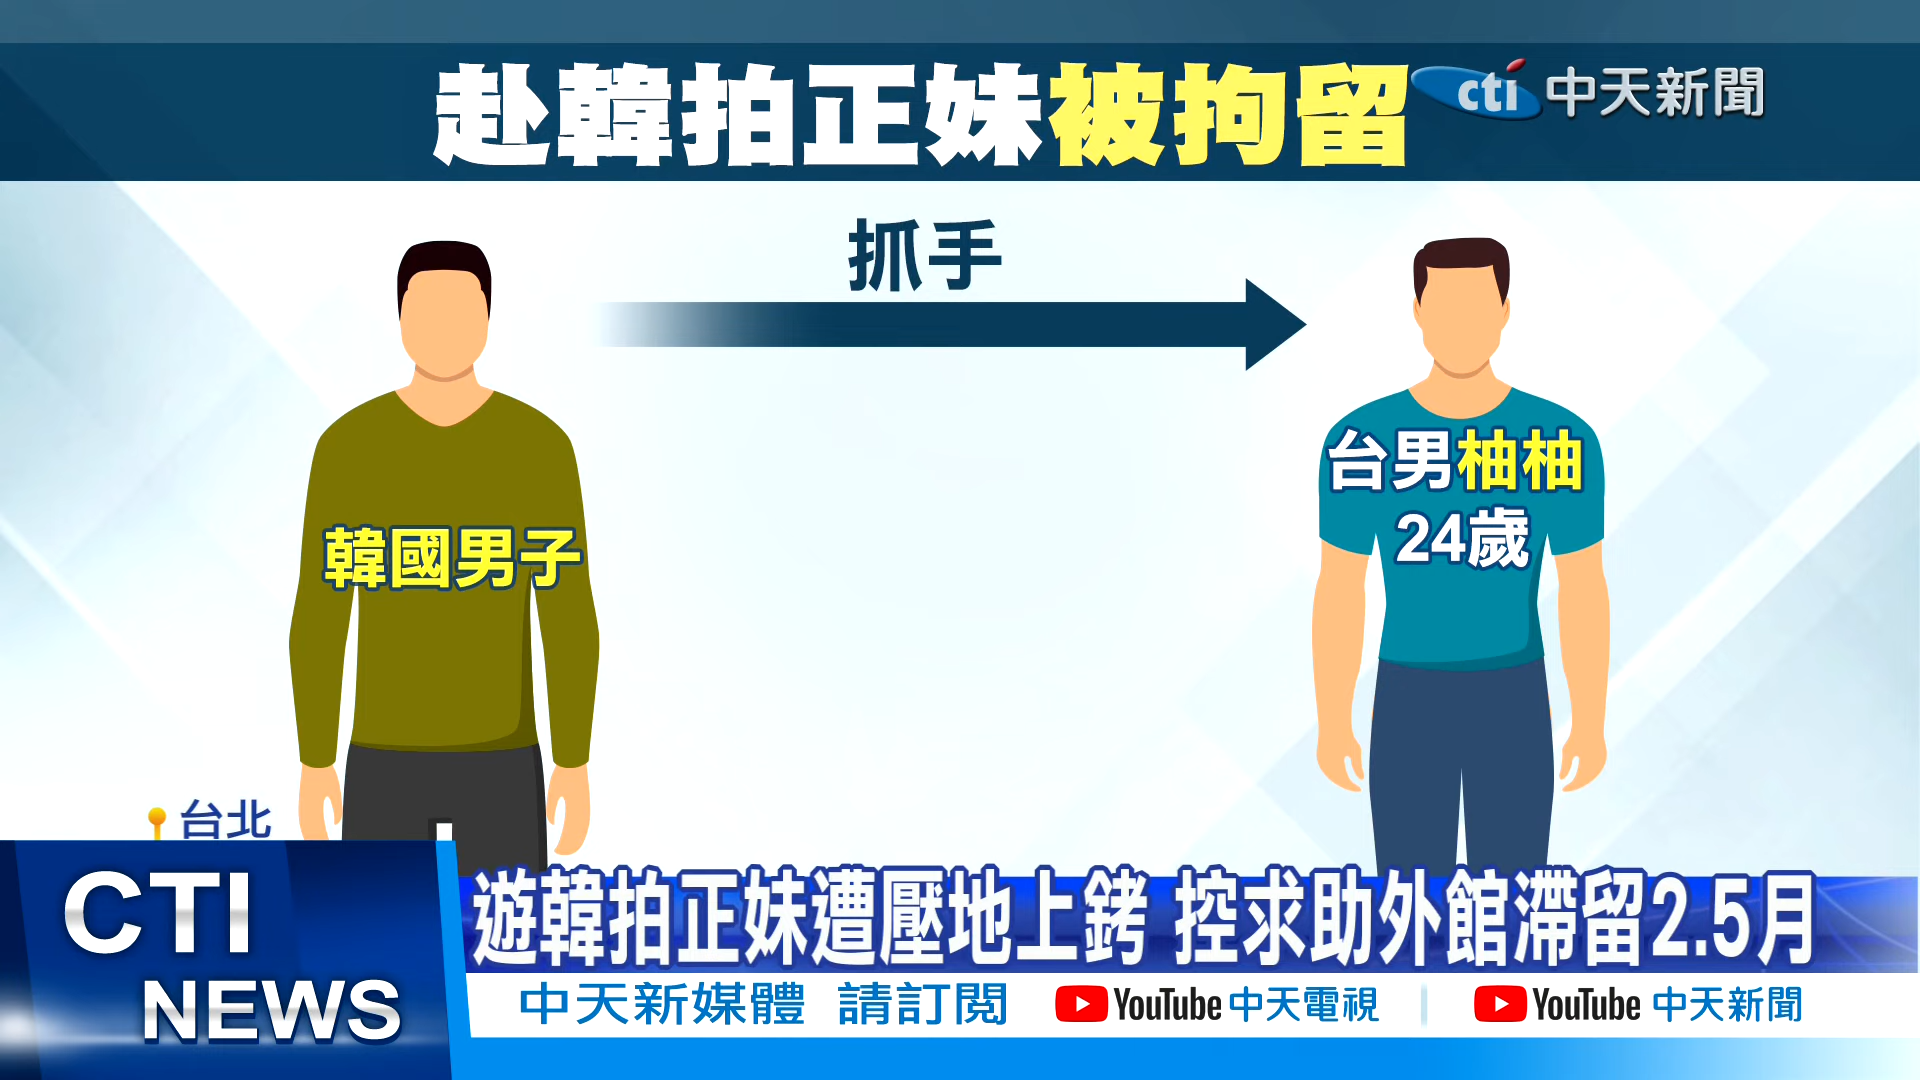 赴韓拍正妹被拘留
cti 中天新聞
抓手
韓國男子
台男柚柚
24歲
台北
CTI
NEWS
遊韓拍正妹遭壓地上銬 控求助外館滯留2.5月
中天新媒體 請訂閱 YouTube 中天電視 YouTube 中天新聞